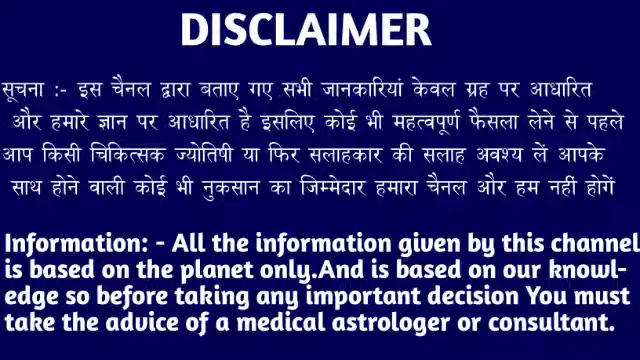 DISCLAIMER
सूचना :- इस चैनल द्वारा बताए गए सभी जानकारियां केवल ग्रह पर आधारित
और हमारे ज्ञान पर आधारित है इसलिए कोई भी महत्वपूर्ण फैसला लेने से पहले
आप किसी चिकित्सक ज्योतिषी या फिर सलाहकार की सलाह अवश्य लें आपके
साथ होने वाली कोई भी नुकसान का जिम्मेदार हमारा चैनल और हम नहीं होगें
Information: - All the information given by this channel
is based on the planet only.And is based on our knowl-
edge so before taking any important decision You must
take the advice of a medical astrologer or consultant.